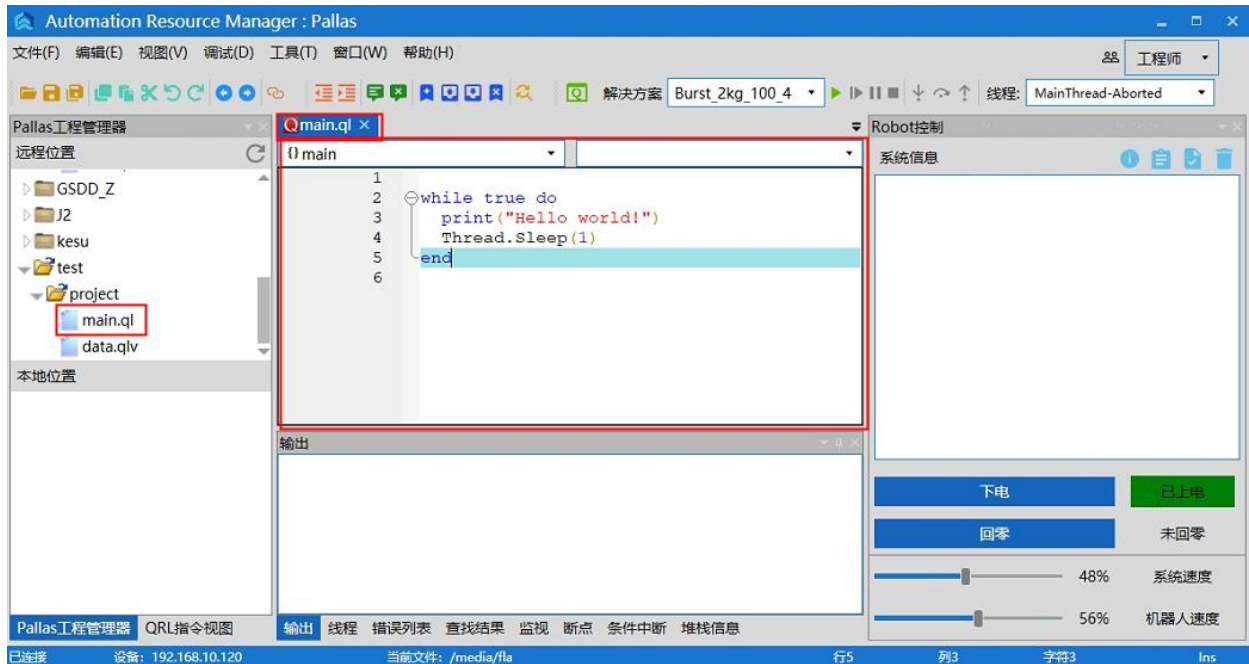 Automation Resource Manager : Pallas
文件(F) 编辑(E) 视图(V) 调试(D) 工具(T) 窗口(W) 帮助(H)
工程师
解决方案 Burst_2kg_100_4 线程: MainThread-Aborted
Pallas工程管理器
远程位置
GSDD_Z
J2
kesu
test
project
main.ql
data.qlv
本地位置
Pallas工程管理器 QRL指令视图
main.ql
main
1
2 while true do
3 print("Hello world!")
4 Thread.Sleep(1)
5 end
6
输出
输出 线程 错误列表 查找结果 监视 断点 条件中断 堆栈信息
Robot控制
系统信息
下电 已上电
回零 未回零
48% 系统速度
56% 机器人速度
已连接 设备: 192.168.10.120 当前文件: /media/fla 行5 列3 字符3 Ins